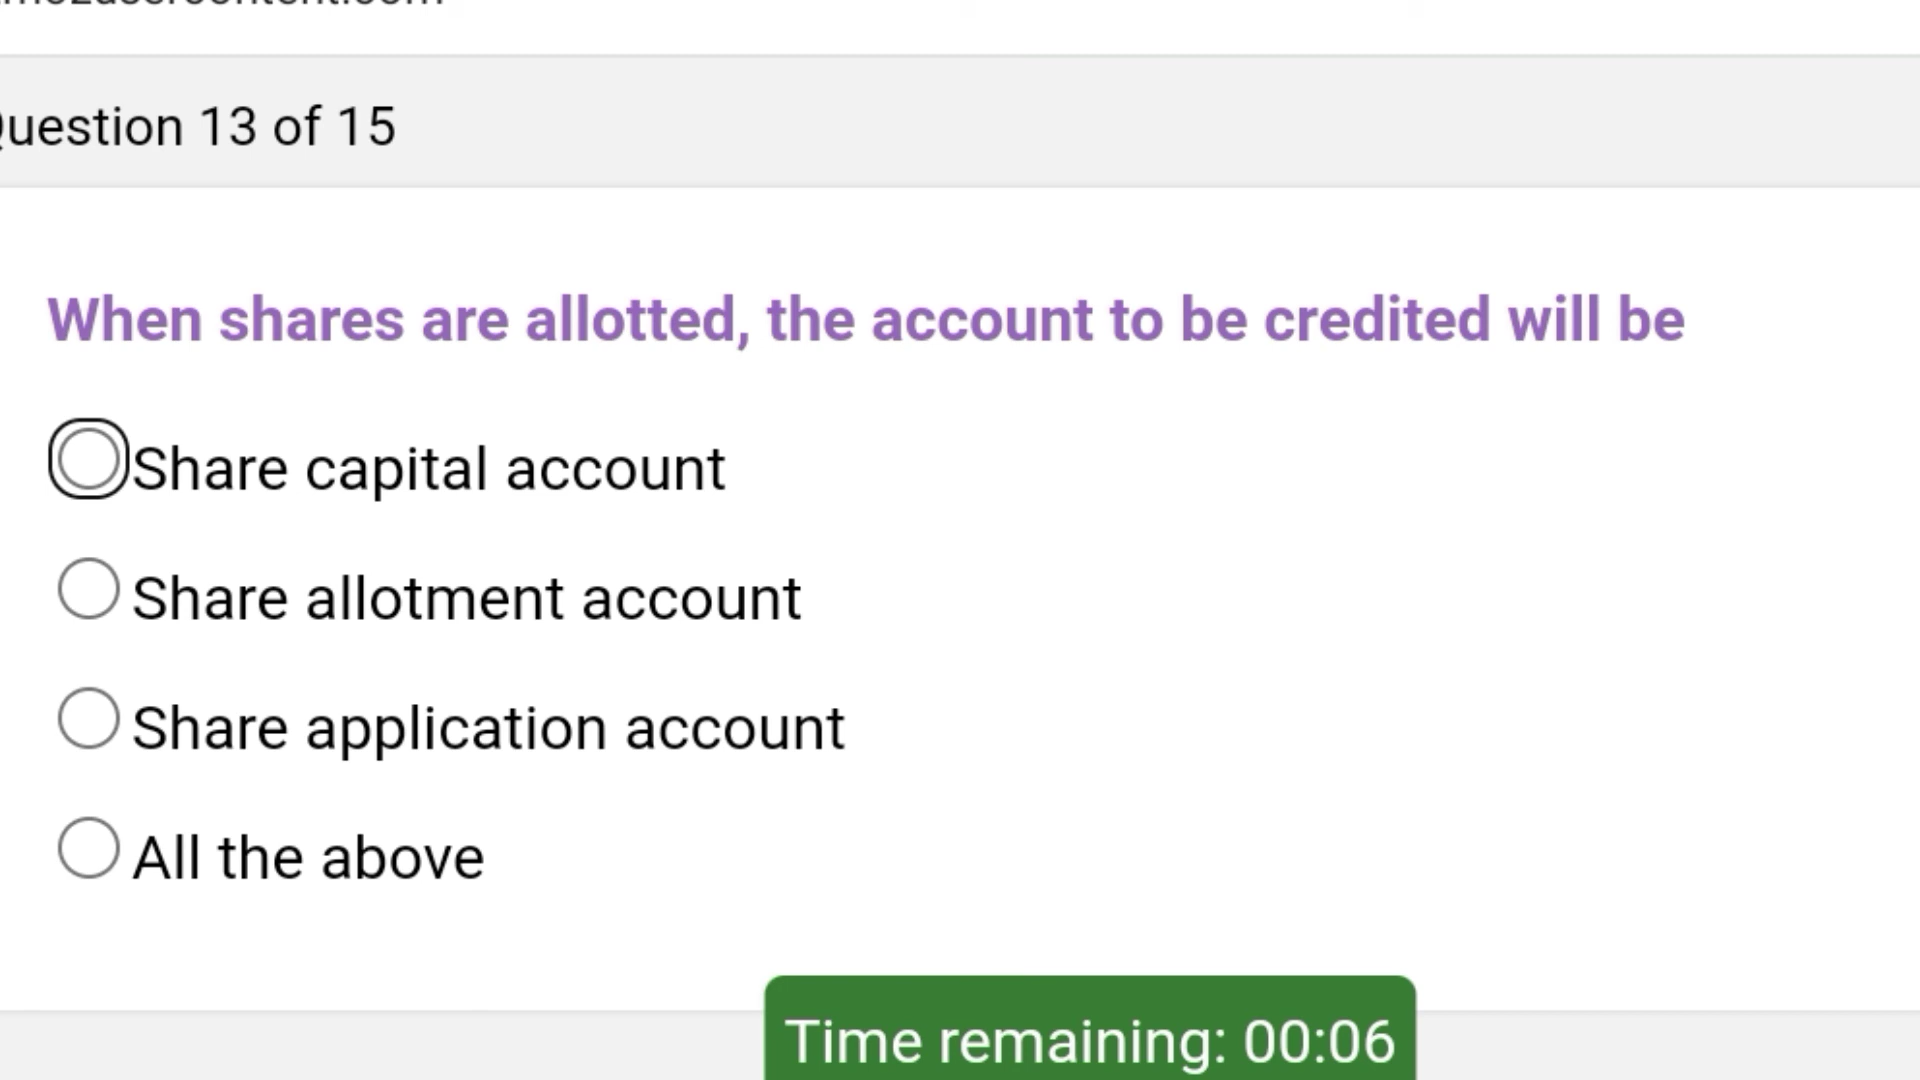 Question 13 of 15
When shares are allotted, the account to be credited will be
Share capital account
Share allotment account
Share application account
All the above
Time remaining: 00:06